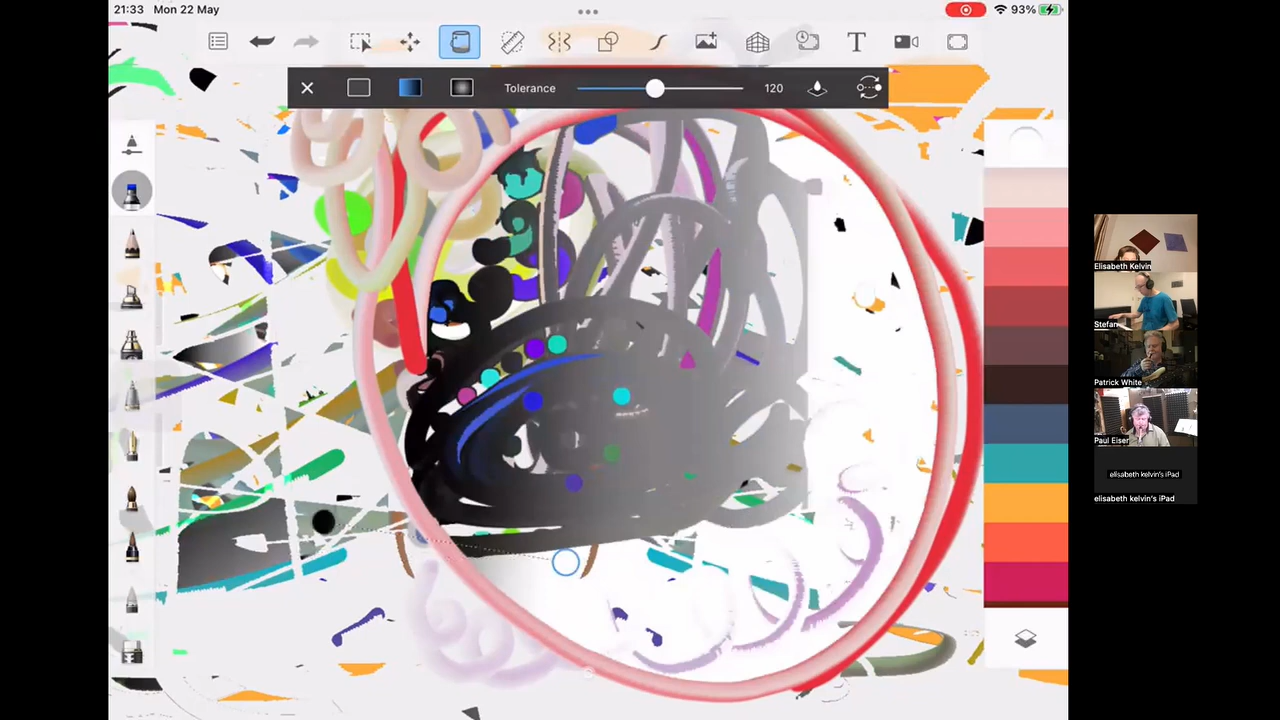 21:33 Mon 22 May
93%
Tolerance 120
Elisabeth Kelvin
Stefan
Patrick White
Paul Eiser
elisabeth kelvin's iPad
elisabeth kelvin's iPad